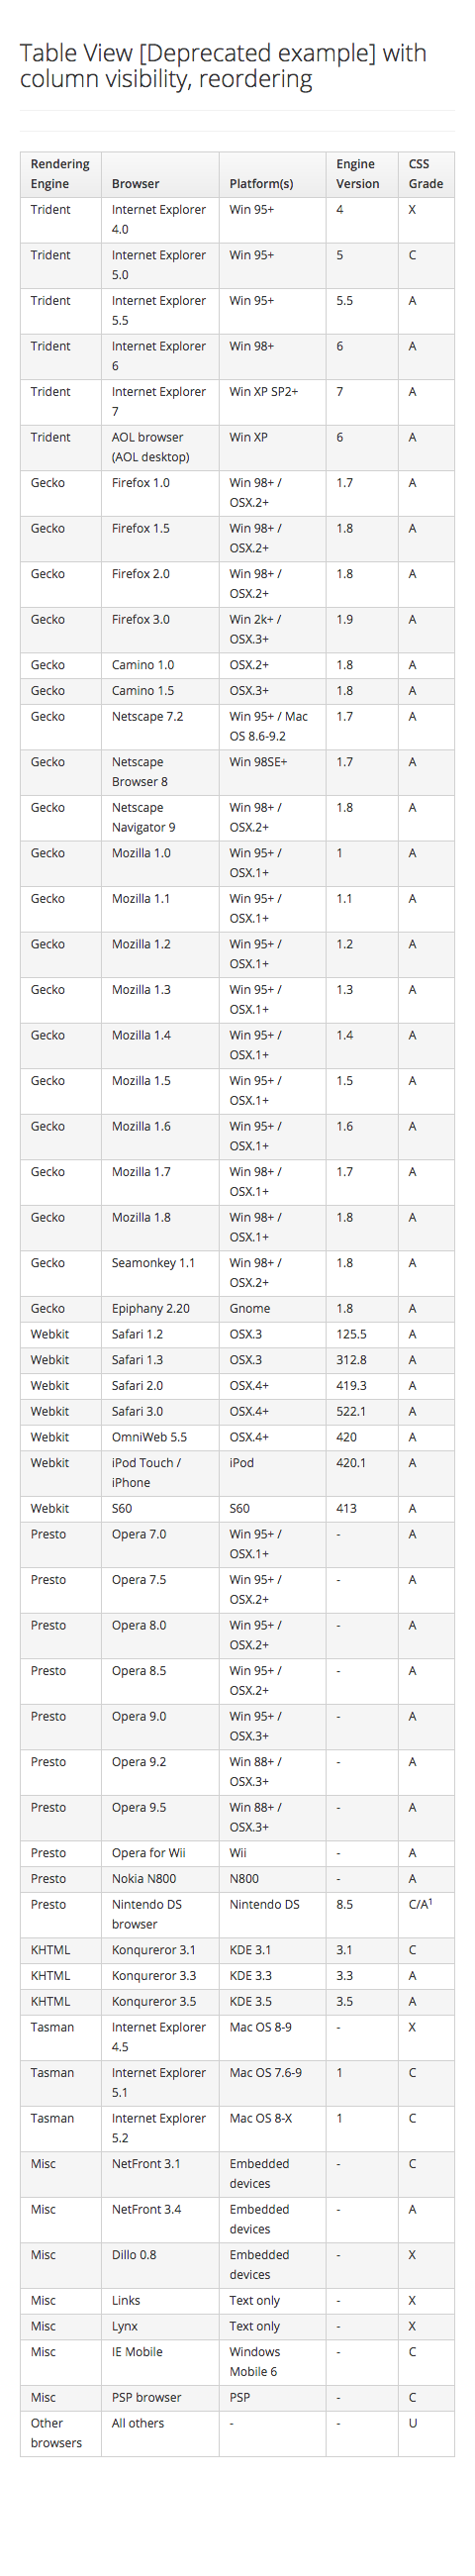 Table View [Deprecated example] with
column visibility, reordering
Rendering Engine Browser Platform(s) Engine Version CSS Grade
Trident Internet Explorer 4.0 Win 95+ 4 X
Trident Internet Explorer 5.0 Win 95+ 5 C
Trident Internet Explorer 5.5 Win 95+ 5.5 A
Trident Internet Explorer 6 Win 98+ 6 A
Trident Internet Explorer 7 Win XP SP2+ 7 A
Trident AOL browser (AOL desktop) Win XP 6 A
Gecko Firefox 1.0 Win 98+ / OSX.2+ 1.7 A
Gecko Firefox 1.5 Win 98+ / OSX.2+ 1.8 A
Gecko Firefox 2.0 Win 98+ / OSX.2+ 1.8 A
Gecko Firefox 3.0 Win 2k+ / OSX.3+ 1.9 A
Gecko Camino 1.0 OSX.2+ 1.8 A
Gecko Camino 1.5 OSX.3+ 1.8 A
Gecko Netscape 7.2 Win 95+ / Mac OS 8.6-9.2 1.7 A
Gecko Netscape Browser 8 Win 98SE+ 1.7 A
Gecko Netscape Navigator 9 Win 98+ / OSX.2+ 1.8 A
Gecko Mozilla 1.0 Win 95+ / OSX.1+ 1 A
Gecko Mozilla 1.1 Win 95+ / OSX.1+ 1.1 A
Gecko Mozilla 1.2 Win 95+ / OSX.1+ 1.2 A
Gecko Mozilla 1.3 Win 95+ / OSX.1+ 1.3 A
Gecko Mozilla 1.4 Win 95+ / OSX.1+ 1.4 A
Gecko Mozilla 1.5 Win 95+ / OSX.1+ 1.5 A
Gecko Mozilla 1.6 Win 95+ / OSX.1+ 1.6 A
Gecko Mozilla 1.7 Win 98+ / OSX.1+ 1.7 A
Gecko Mozilla 1.8 Win 98+ / OSX.1+ 1.8 A
Gecko Seamonkey 1.1 Win 98+ / OSX.2+ 1.8 A
Gecko Epiphany 2.20 Gnome 1.8 A
Webkit Safari 1.2 OSX.3 125.5 A
Webkit Safari 1.3 OSX.3 312.8 A
Webkit Safari 2.0 OSX.4+ 419.3 A
Webkit Safari 3.0 OSX.4+ 522.1 A
Webkit OmniWeb 5.5 OSX.4+ 420 A
Webkit iPod Touch / iPhone iPod 420.1 A
Webkit S60 S60 413 A
Presto Opera 7.0 Win 95+ / OSX.1+ - A
Presto Opera 7.5 Win 95+ / OSX.2+ - A
Presto Opera 8.0 Win 95+ / OSX.2+ - A
Presto Opera 8.5 Win 95+ / OSX.2+ - A
Presto Opera 9.0 Win 95+ / OSX.3+ - A
Presto Opera 9.2 Win 88+ / OSX.3+ - A
Presto Opera 9.5 Win 88+ / OSX.3+ - A
Presto Opera for Wii Wii - A
Presto Nokia N800 N800 - A
Presto Nintendo DS browser Nintendo DS 8.5 C/A1
KHTML Konqureror 3.1 KDE 3.1 3.1 C
KHTML Konqureror 3.3 KDE 3.3 3.3 A
KHTML Konqureror 3.5 KDE 3.5 3.5 A
Tasman Internet Explorer 4.5 Mac OS 8-9 - X
Tasman Internet Explorer 5.1 Mac OS 7.6-9 1 C
Tasman Internet Explorer 5.2 Mac OS 8-X 1 C
Misc NetFront 3.1 Embedded devices - C
Misc NetFront 3.4 Embedded devices - A
Misc Dillo 0.8 Embedded devices - X
Misc Links Text only - X
Misc Lynx Text only - X
Misc IE Mobile Windows Mobile 6 - C
Misc PSP browser PSP - C
Other browsers All others - - U